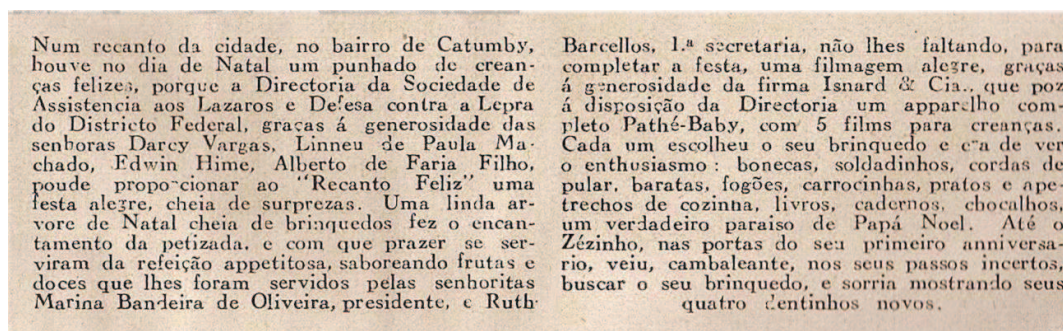 Num recanto da cidade, no bairro de Catumby,
houve no dia de Natal um punhado de crean-
ças felizes, porque a Directoria da Sociedade de
Assistencia aos Lazaros e Defesa contra a Lepra
do Districto Federal, graças á generosidade das
senhoras Darcy Vargas, Linneu de Paula Ma-
chado, Edwin Hime, Alberto de Faria Filho,
poude proporcionar ao "Recanto Feliz" uma
festa alegre, cheia de surprezas. Uma linda ar-
vore de Natal cheia de brinquedos fez o encan-
tamento da petizada, e com que prazer se ser-
viram da refeição appetitosa, saboreando frutas e
doces que lhes foram servidos pelas senhoritas
Marina Bandeira de Oliveira, presidente, e Ruth
Barcellos, 1.ª secretaria, não lhes faltando, para
completar a festa, uma filmagem alegre, graças
á generosidade da firma Isnard & Cia., que poz
á disposição da Directoria um apparelho com-
pleto Pathé-Baby, com 5 films para creanças.
Cada um escolheu o seu brinquedo e era de ver
o enthusiasmo : bonecas, soldadinhos, cordas de
pular, baratas, fogões, carrocinhas, pratos e ape-
trechos de cozinha, livros, cadernos, chocalhos,
um verdadeiro paraiso de Papá Noel. Até o
Zézinho, nas portas do seu primeiro anniversa-
rio, veiu, cambaleante, nos seus passos incertos,
buscar o seu brinquedo, e sorria mostrando seus
quatro dentinhos novos.